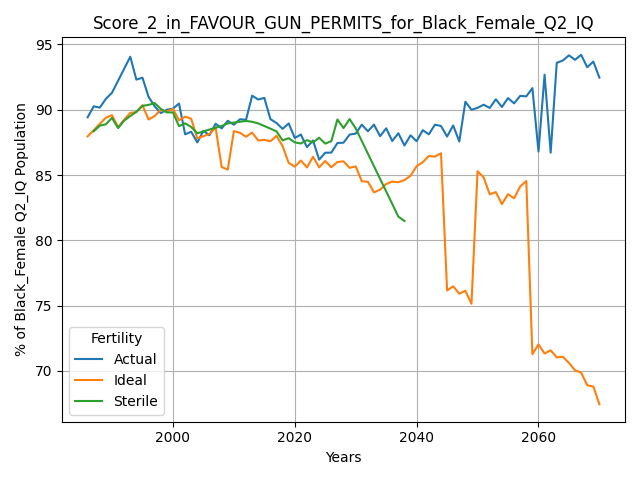 Score_2_in_FAVOUR_GUN_PERMITS_for_Black_Female_Q2_IQ
% of Black_Female Q2_IQ Population
95
90
85
80
75
70
Fertility
Actual
Ideal
Sterile
2000 2020 2040 2060
Years